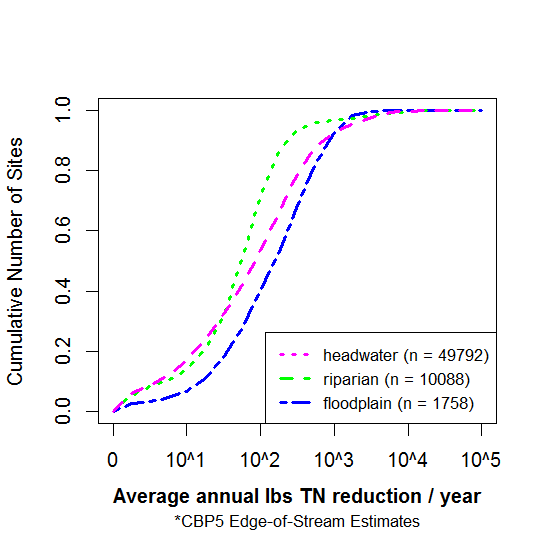 Cumulative Number of Sites
1.0
0.8
0.6
0.4
0.2
0.0
headwater (n = 49792)
riparian (n = 10088)
floodplain (n = 1758)
0 10^1 10^2 10^3 10^4 10^5
Average annual lbs TN reduction / year
*CBP5 Edge-of-Stream Estimates